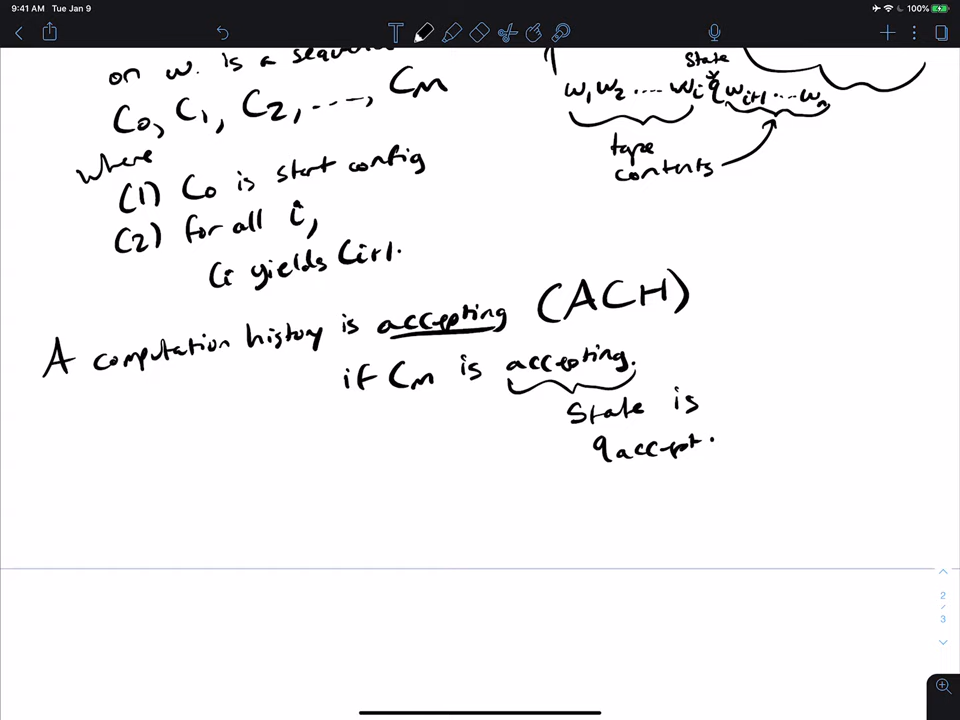 9:41 AM Tue Jan 9
100%
on w. is a sequence
C0, C1, C2, ...., CM
where
(1) C0 is start config
(2) for all i,
Ci yields Ci+1.
State
w1 w2 .... wi q wi+1 ... wn
tape
contents
A computation history is accepting (ACH)
if CM is accepting.
State is
qaccept.
2
/
3